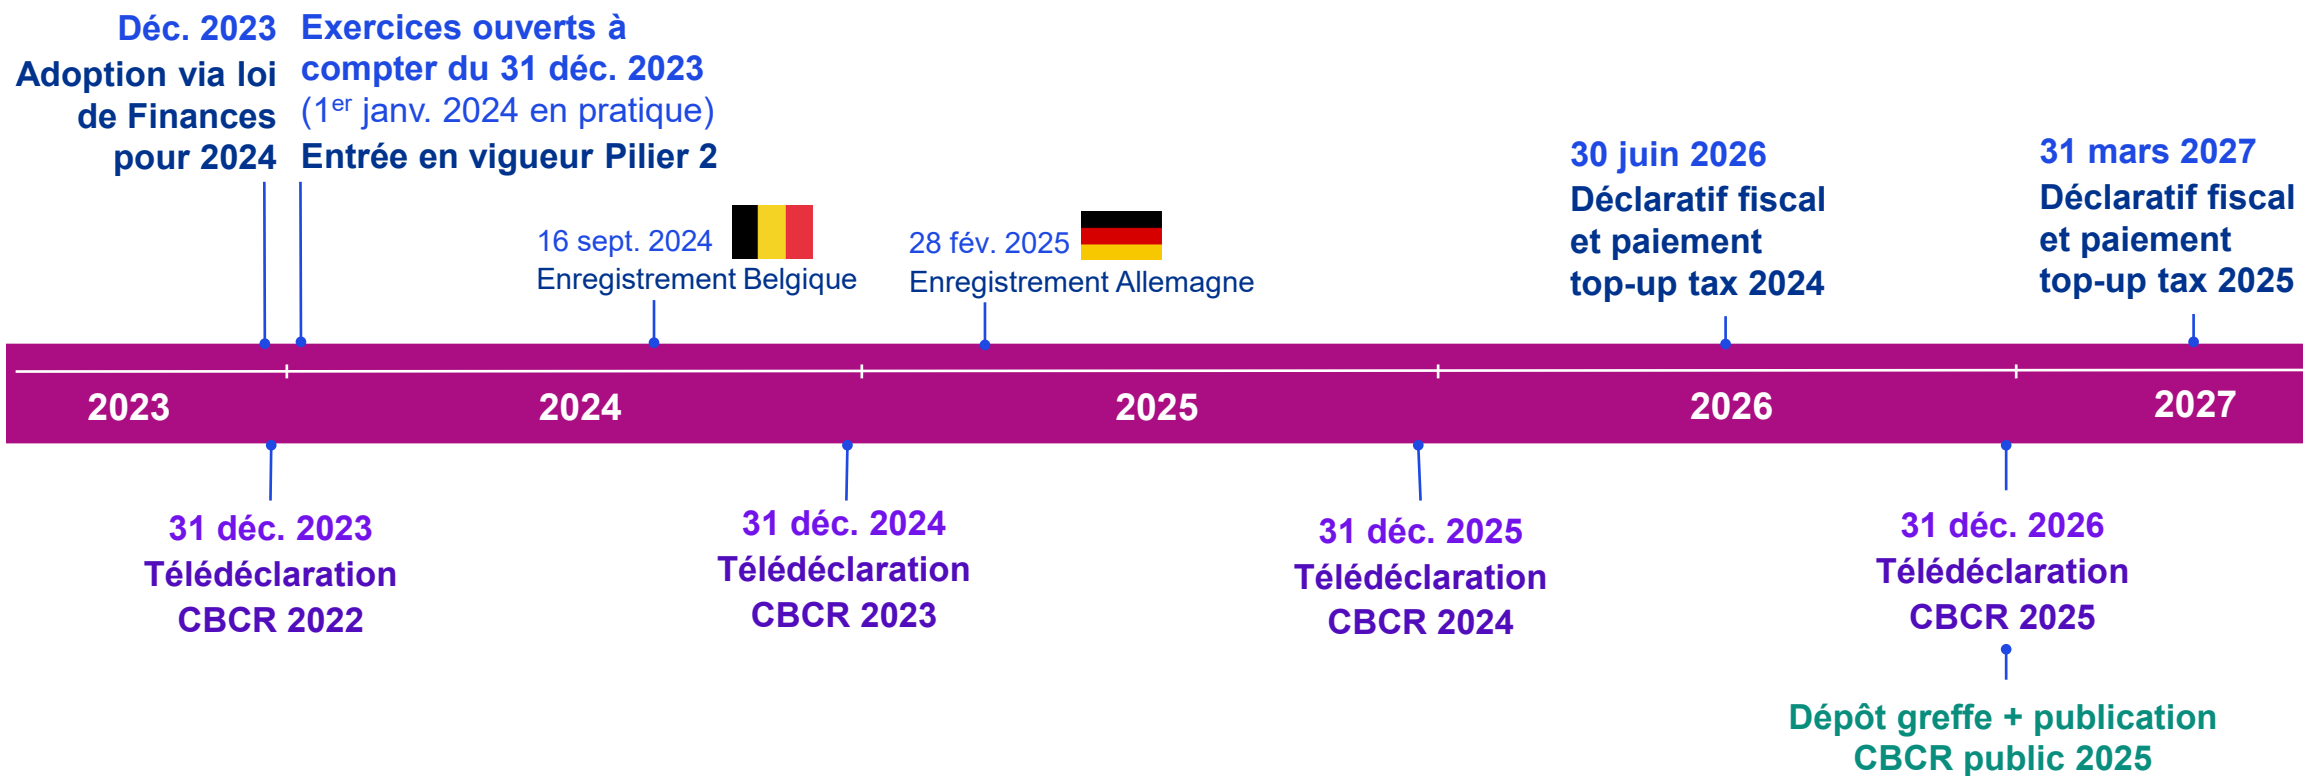 Déc. 2023
Adoption via loi
de Finances
pour 2024
Exercices ouverts à
compter du 31 déc. 2023
(1er janv. 2024 en pratique)
Entrée en vigueur Pilier 2
16 sept. 2024
Enregistrement Belgique
28 fév. 2025
Enregistrement Allemagne
30 juin 2026
Déclaratif fiscal
et paiement
top-up tax 2024
31 mars 2027
Déclaratif fiscal
et paiement
top-up tax 2025
2023
2024
2025
2026
2027
31 déc. 2023
Télédéclaration
CBCR 2022
31 déc. 2024
Télédéclaration
CBCR 2023
31 déc. 2025
Télédéclaration
CBCR 2024
31 déc. 2026
Télédéclaration
CBCR 2025
Dépôt greffe + publication
CBCR public 2025